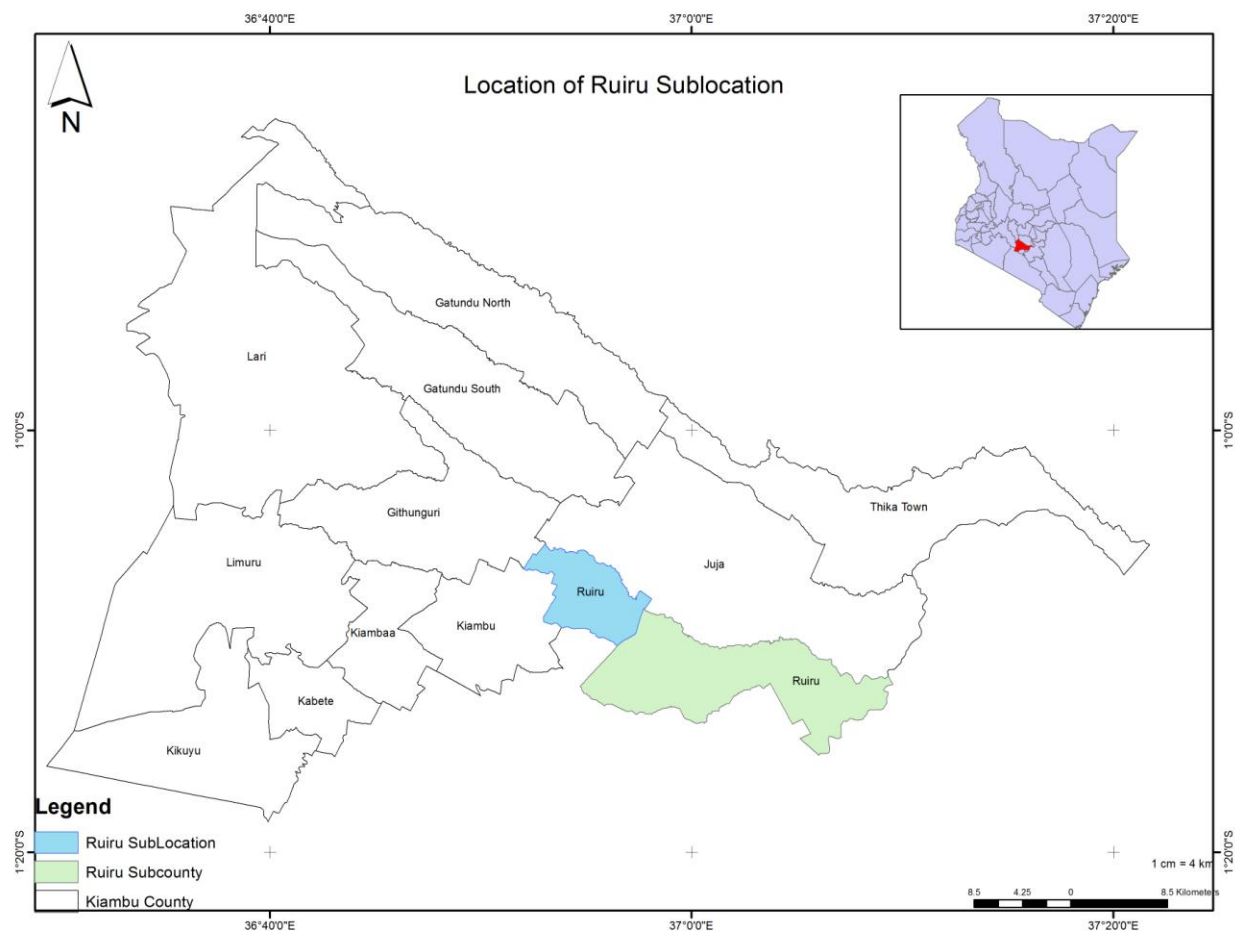 36°40'0"E
37°0'0"E
37°20'0"E
Location of Ruiru Sublocation
N
Gatundu North
Lari
Gatundu South
1°0'0"S
1°0'0"S
Thika Town
Githunguri
Limuru
Juja
Ruiru
Kiambu
Kiambaa
Ruiru
Kabete
Kikuyu
Legend
Ruiru SubLocation
Ruiru Subcounty
Kiambu County
1°20'0"S
1°20'0"S
1 cm = 4 km
8.5 4.25 0 8.5 Kilometers
36°40'0"E
37°0'0"E
37°20'0"E